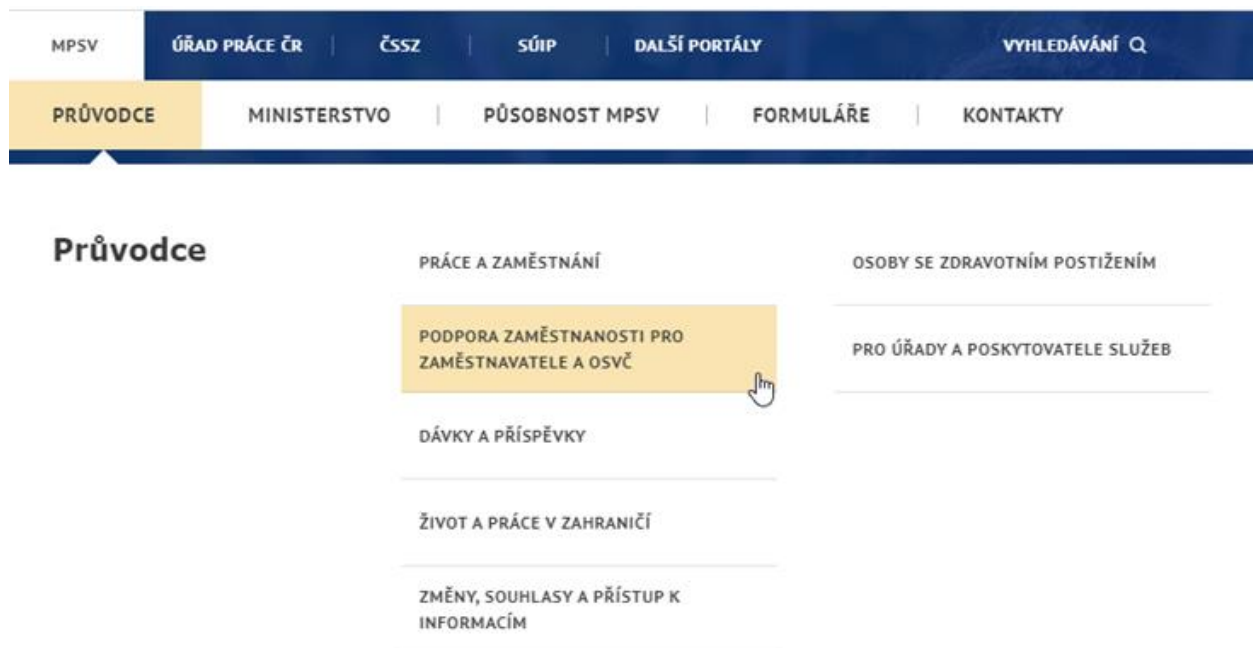 MPSV ÚŘAD PRÁCE ČR ČSSZ SÚIP DALŠÍ PORTÁLY VYHLEDÁVÁNÍ
PRŮVODCE MINISTERSTVO PŮSOBNOST MPSV FORMULÁŘE KONTAKTY
Průvodce
PRÁCE A ZAMĚSTNÁNÍ
PODPORA ZAMĚSTNANOSTI PRO
ZAMĚSTNAVATELE A OSVČ
DÁVKY A PŘÍSPĚVKY
ŽIVOT A PRÁCE V ZAHRANIČÍ
ZMĚNY, SOUHLASY A PŘÍSTUP K
INFORMACÍM
OSOBY SE ZDRAVOTNÍM POSTIŽENÍM
PRO ÚŘADY A POSKYTOVATELE SLUŽEB